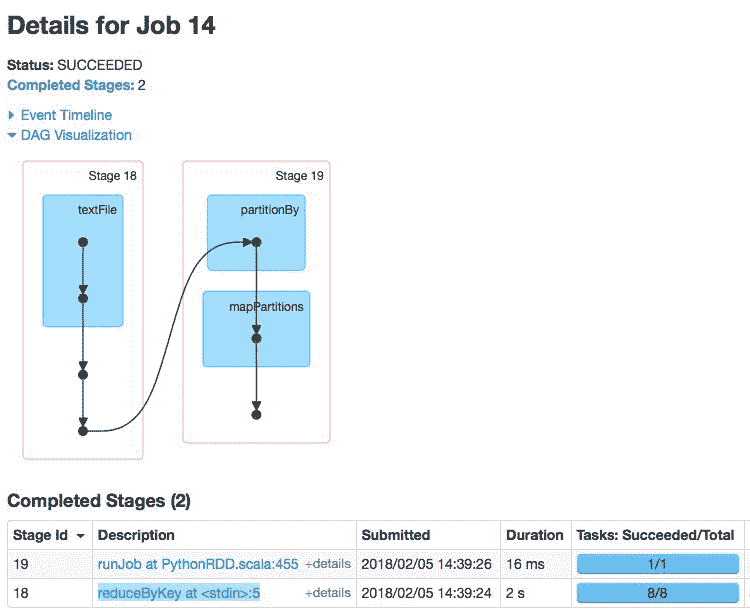 Details for Job 14
Status: SUCCEEDED
Completed Stages: 2
Event Timeline
DAG Visualization
Stage 18
Stage 19
textFile
partitionBy
mapPartitions
Completed Stages (2)
Stage Id Description Submitted Duration Tasks: Succeeded/Total
19 runJob at PythonRDD.scala:455 +details 2018/02/05 14:39:26 16 ms 1/1
18 reduceByKey at <stdin>:5 +details 2018/02/05 14:39:24 2 s 8/8